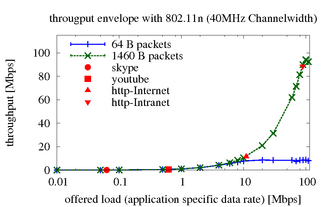 througput envelope with 802.11n (40MHz Channelwidth)
througput [Mbps]
100
80
60
40
20
0
64 B packets
1460 B packets
skype
youtube
http-Internet
http-Intranet
0.01
0.1
1
10
100
offered load (application specific data rate) [Mbps]